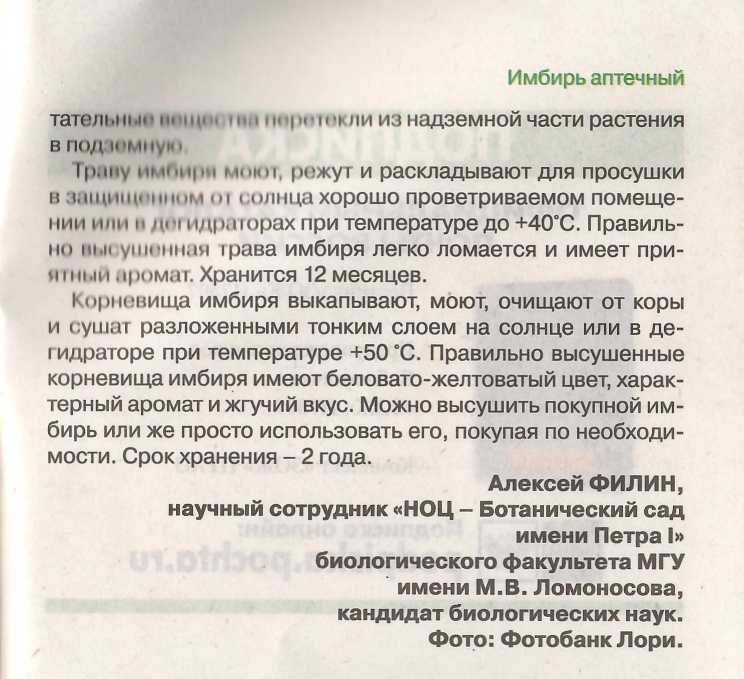 Имбирь аптечный
тательные вещества перетекли из надземной части растения
в подземную.
Траву имбиря моют, режут и раскладывают для просушки
в защищенном от солнца хорошо проветриваемом помеще-
нии или в дегидраторах при температуре до +40°С. Правиль-
но высушенная трава имбиря легко ломается и имеет при-
ятный аромат. Хранится 12 месяцев.
Корневища имбиря выкапывают, моют, очищают от коры
и сушат разложенными тонким слоем на солнце или в де-
гидраторе при температуре +50 °С. Правильно высушенные
корневища имбиря имеют беловато-желтоватый цвет, харак-
терный аромат и жгучий вкус. Можно высушить покупной им-
бирь или же просто использовать его, покупая по необходи-
мости. Срок хранения – 2 года.
Алексей ФИЛИН,
научный сотрудник «НОЦ – Ботанический сад
имени Петра I»
биологического факультета МГУ
имени М.В. Ломоносова,
кандидат биологических наук.
Фото: Фотобанк Лори.